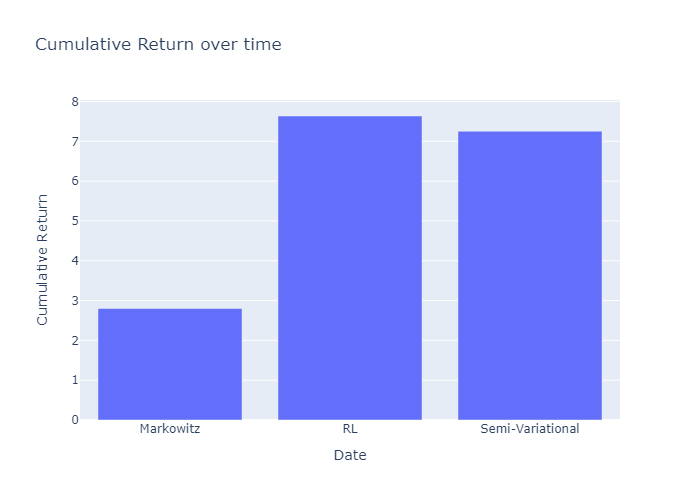 Cumulative Return over time
8
7
6
5
4
3
2
1
0
Cumulative Return
Markowitz
RL
Semi-Variational
Date